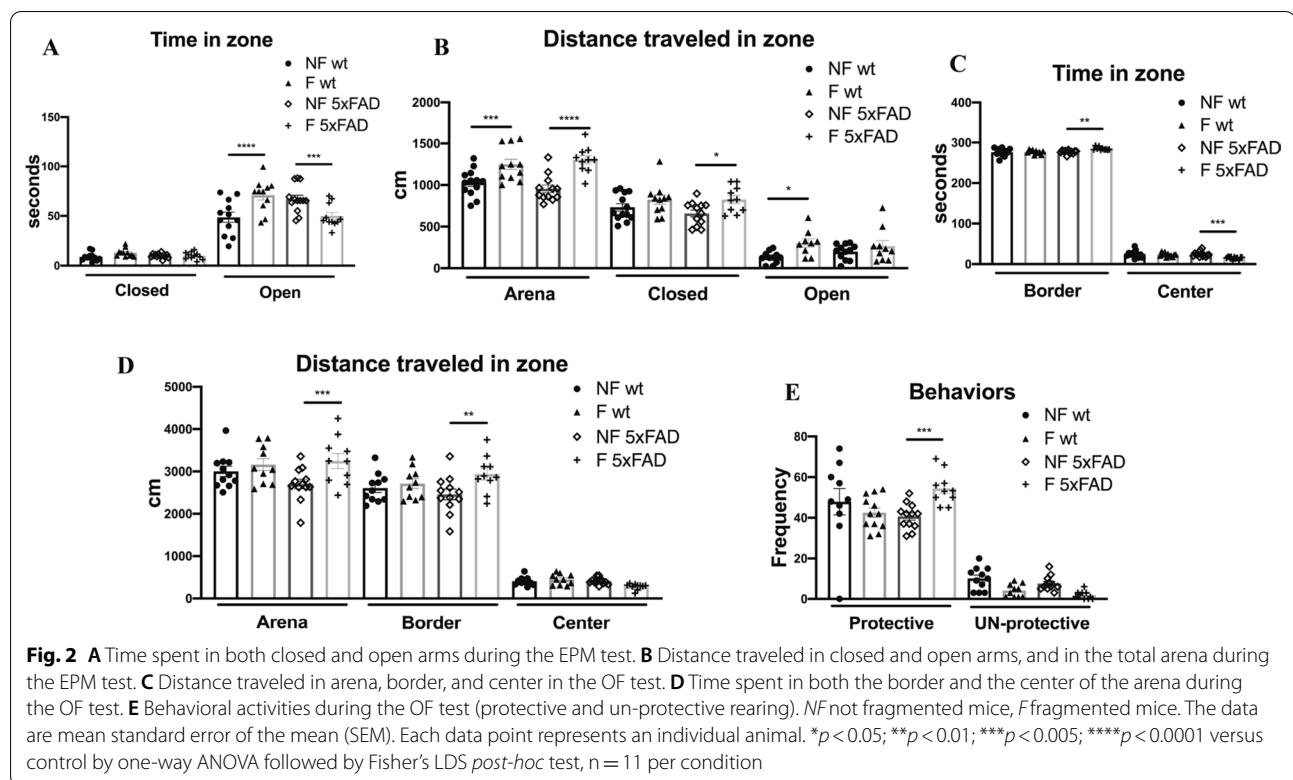 A
Time in zone
NF wt
F wt
NF 5xFAD
F 5xFAD
seconds
150
100
50
0
****
***
Closed
Open
B
Distance traveled in zone
NF wt
F wt
NF 5xFAD
F 5xFAD
cm
2000
1500
1000
500
0
***
****
*
*
Arena
Closed
Open
C
Time in zone
NF wt
F wt
NF 5xFAD
F 5xFAD
seconds
400
300
200
100
0
**
***
Border
Center
D
Distance traveled in zone
NF wt
F wt
NF 5xFAD
F 5xFAD
cm
5000
4000
3000
2000
1000
0
***
**
Arena
Border
Center
E
Behaviors
NF wt
F wt
NF 5xFAD
F 5xFAD
Frequency
80
60
40
20
0
***
Protective
UN-protective
Fig. 2 A Time spent in both closed and open arms during the EPM test. B Distance traveled in closed and open arms, and in the total arena during
the EPM test. C Distance traveled in arena, border, and center in the OF test. D Time spent in both the border and the center of the arena during
the OF test. E Behavioral activities during the OF test (protective and un-protective rearing). NF not fragmented mice, F fragmented mice. The data
are mean standard error of the mean (SEM). Each data point represents an individual animal. *p < 0.05; **p < 0.01; ***p < 0.005; ****p < 0.0001 versus
control by one-way ANOVA followed by Fisher's LDS post-hoc test, n = 11 per condition